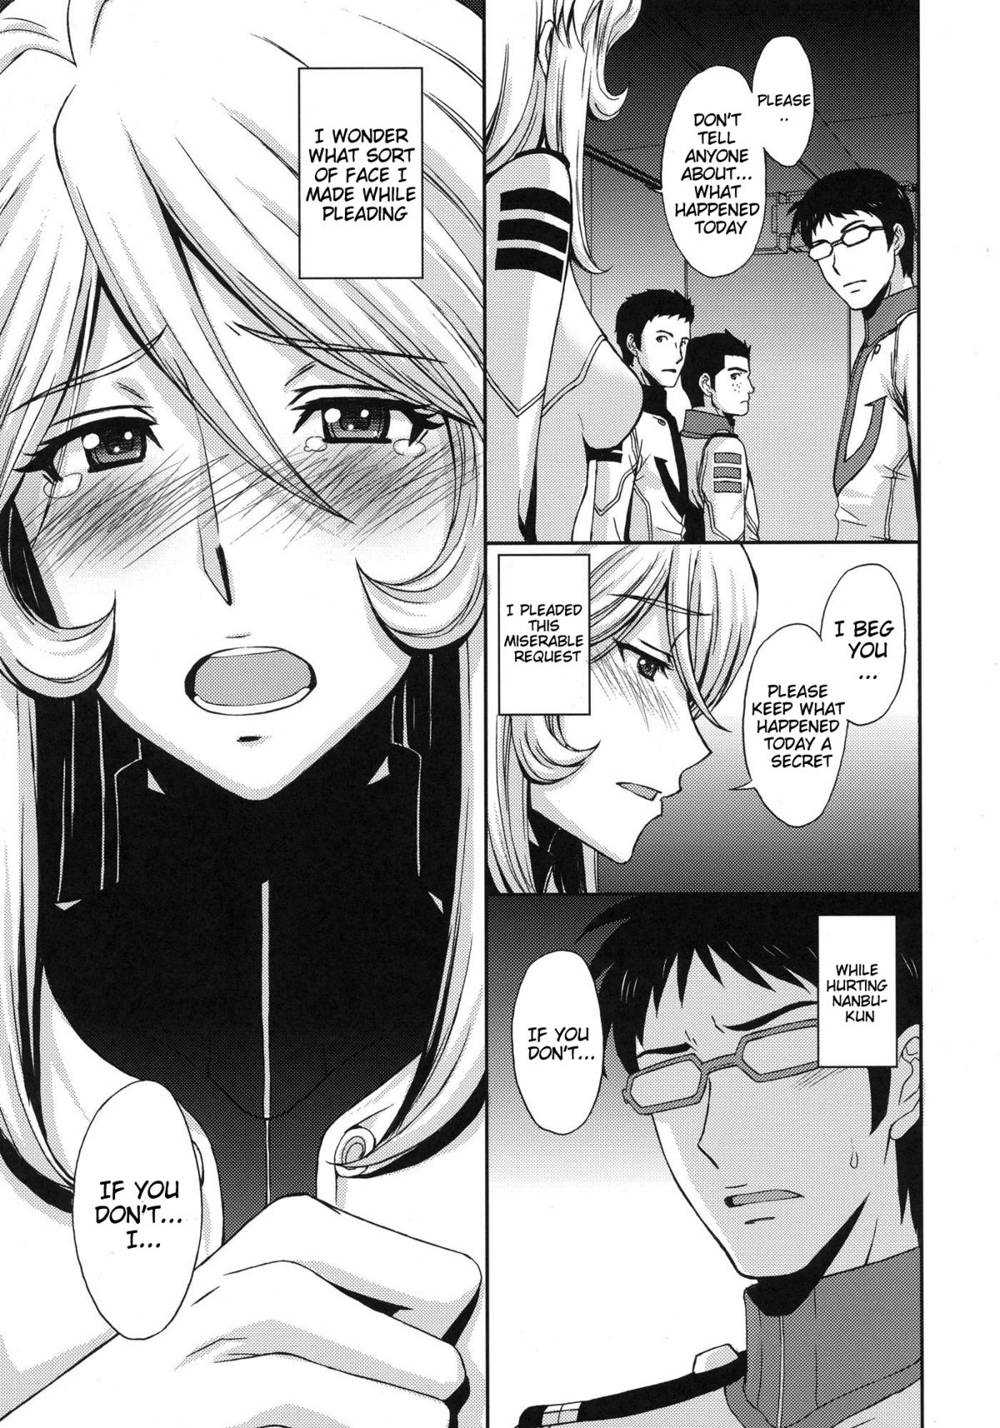 PLEASE
..
DON'T
TELL
ANYONE
ABOUT...
WHAT
HAPPENED
TODAY
I BEG
YOU
...
PLEASE
KEEP WHAT
HAPPENED
TODAY A
SECRET
I PLEADED
THIS
MISERABLE
REQUEST
WHILE
HURTING
NANBU-
KUN
IF YOU
DON'T...
I WONDER
WHAT SORT
OF FACE I
MADE WHILE
PLEADING
IF YOU
DON'T...
I...